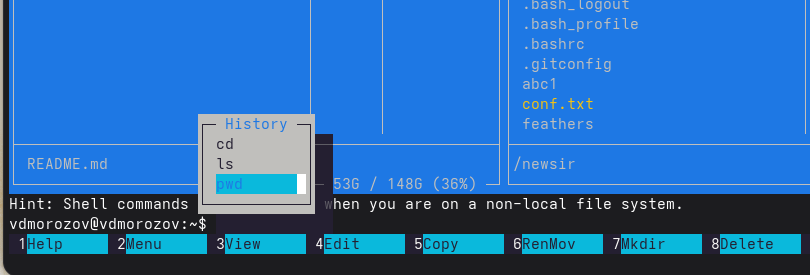 .bash_logout
.bash_profile
.bashrc
.gitconfig
abc1
conf.txt
feathers
History
cd
ls
pwd
README.md
/newsir
53G / 148G (36%)
Hint: Shell commands when you are on a non-local file system.
vdmorozov@vdmorozov:~$
1Help 2Menu 3View 4Edit 5Copy 6RenMov 7Mkdir 8Delete